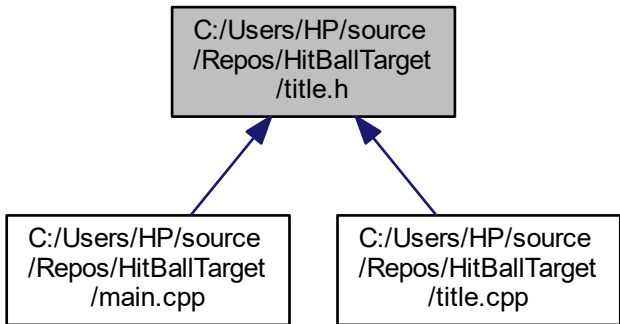 C:/Users/HP/source
/Repos/HitBallTarget
/title.h
C:/Users/HP/source
/Repos/HitBallTarget
/main.cpp
C:/Users/HP/source
/Repos/HitBallTarget
/title.cpp